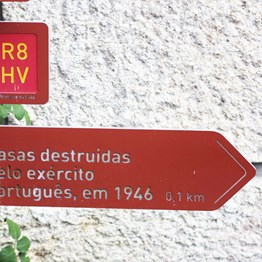 R8
HV
asas destruidas
elo exército
ortuguês, em 1946 0,1 km